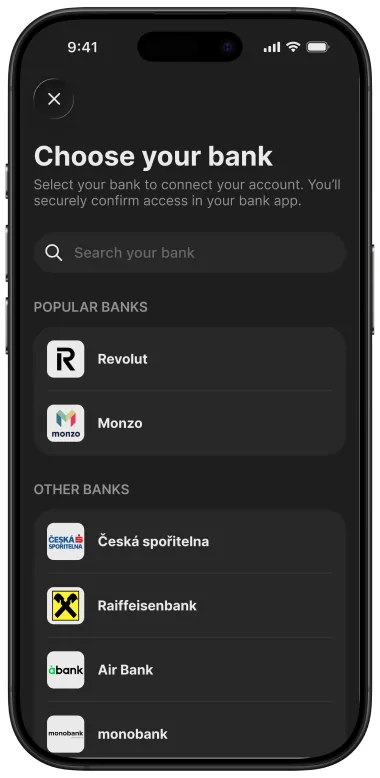 9:41
Choose your bank
Select your bank to connect your account. You'll
securely confirm access in your bank app.
Search your bank
POPULAR BANKS
R
Revolut
monzo
Monzo
OTHER BANKS
ČESKÁ
SPOŘITELNA
Česká spořitelna
Raiffeisenbank
abank
Air Bank
monobank
monobank